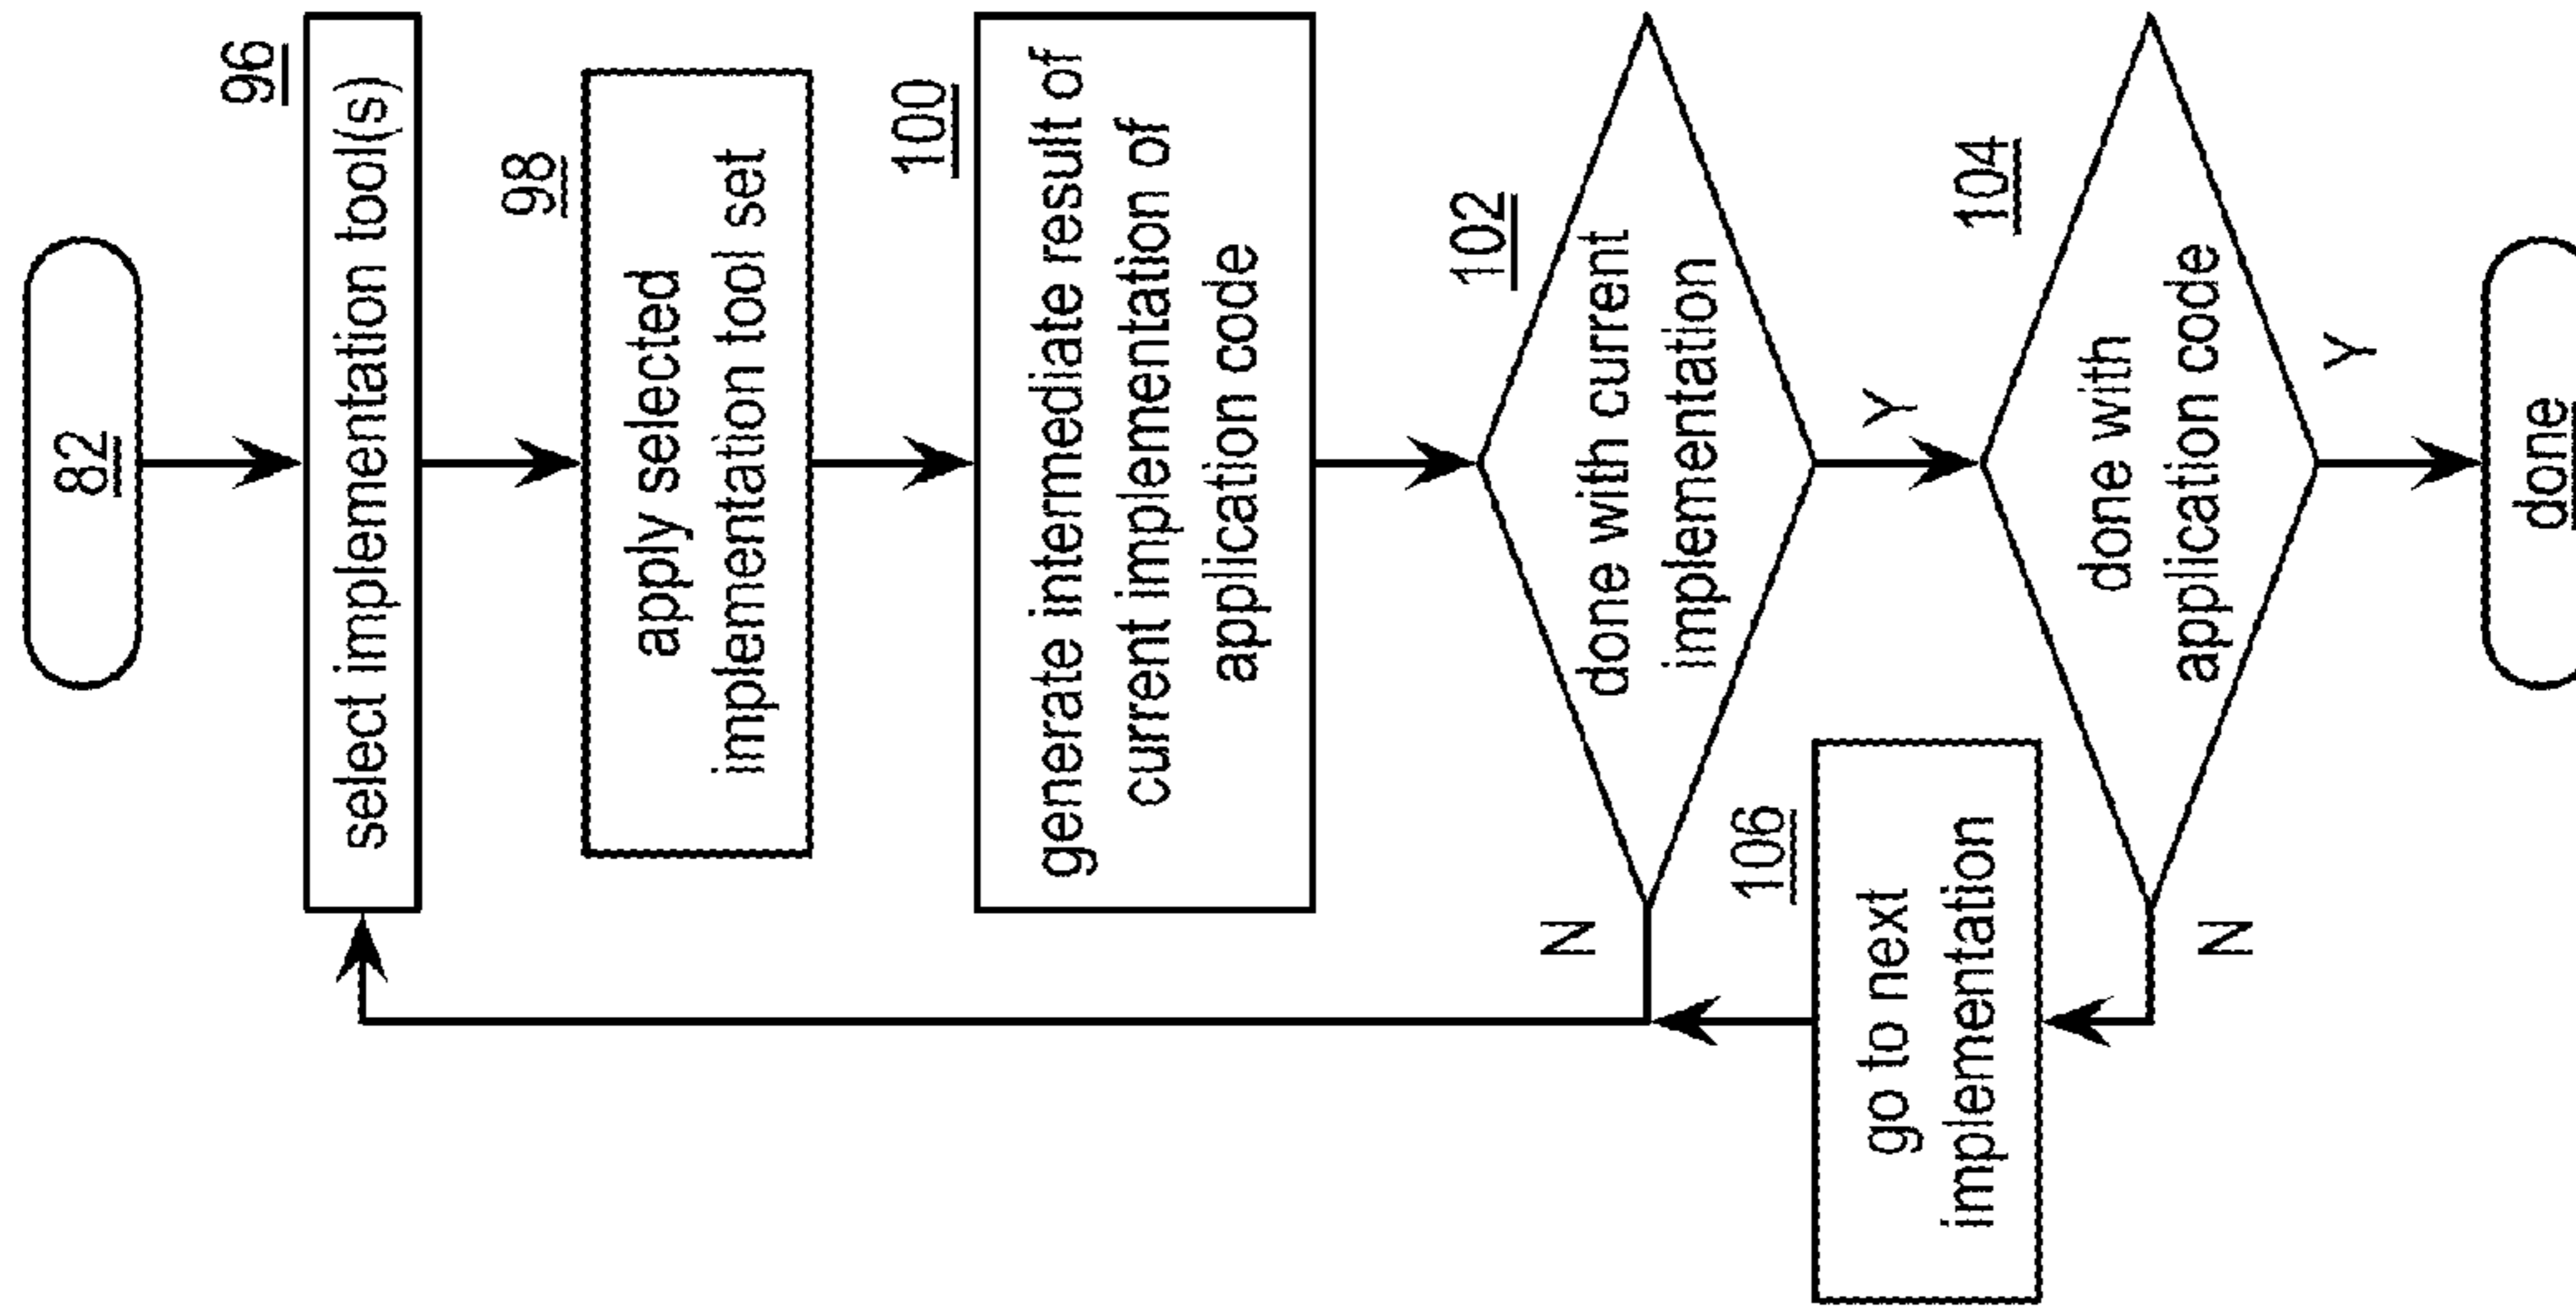 82
96
select implementation tool(s)
98
apply selected
implementation tool set
100
generate intermediate result of
current implementation of
application code
102
done with current
implementation
N
Y
104
done with
application code
N
Y
106
go to next
implementation
done